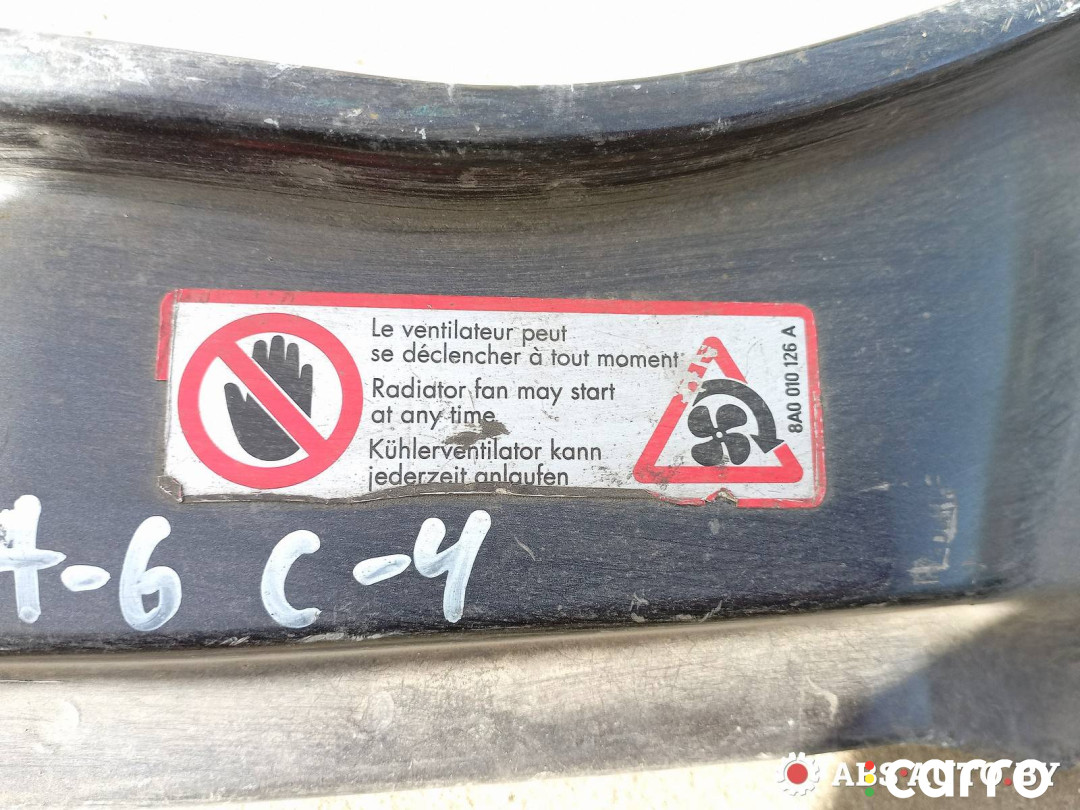 Le ventilateur peut
se déclencher à tout moment
Radiator fan may start
at any time
Kühlerventilator kann
jederzeit anlaufen
8A0 010 126 A
A-6 C-4